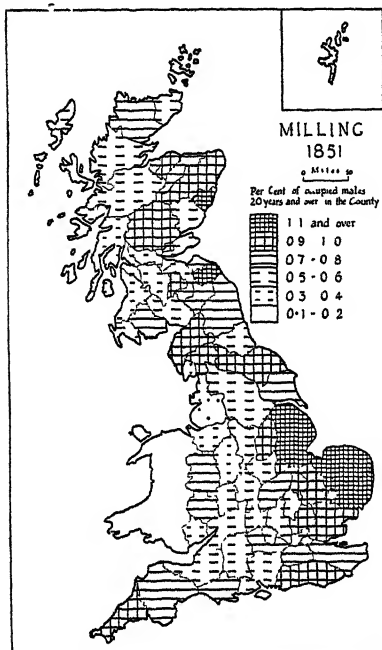 MILLING
1851
0 Miles 50
Per Cent of occupied males
20 years and over in the County
1 1 and over
0 9 1 0
0 7 - 0 8
0 5 - 0 6
0 3 0 4
0·1 - 0 2